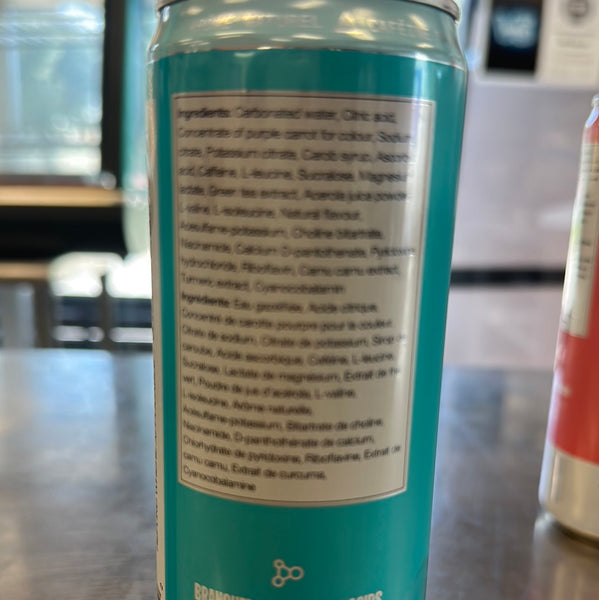 Ingredients: Carbonated water, Citric acid,
Concentrate of purple carrot for colour, Sodium
citrate, Potassium citrate, Carob syrup, Ascorbic
acid, Caffeine, L-leucine, Sucralose, Magnesium
lactate, Green tea extract, Acerola juice powder,
L-valine, L-isoleucine, Natural flavour,
Acesulfame-potassium, Choline bitartrate,
Niacinamide, Calcium D-pantothenate, Pyridoxine
hydrochloride, Riboflavin, Camu camu extract,
Turmeric extract, Cyanocobalamin
Ingrédients: Eau gazéifiée, Acide citrique,
Concentré de carotte pourpre pour la couleur,
Citrate de sodium, Citrate de potassium, Sirop de
caroube, Acide ascorbique, Caféine, L-leucine,
Sucralose, Lactate de magnésium, Extrait de thé
vert, Poudre de jus d'acérola, L-valine,
L-isoleucine, Arôme naturelle,
Acésulfame-potassium, Bitartrate de choline,
Niacinamide, D-panthothénate de calcium,
Chlorhydrate de pyridoxine, Riboflavine, Extrait de
camu camu, Extrait de curcuma,
Cyanocobalamine